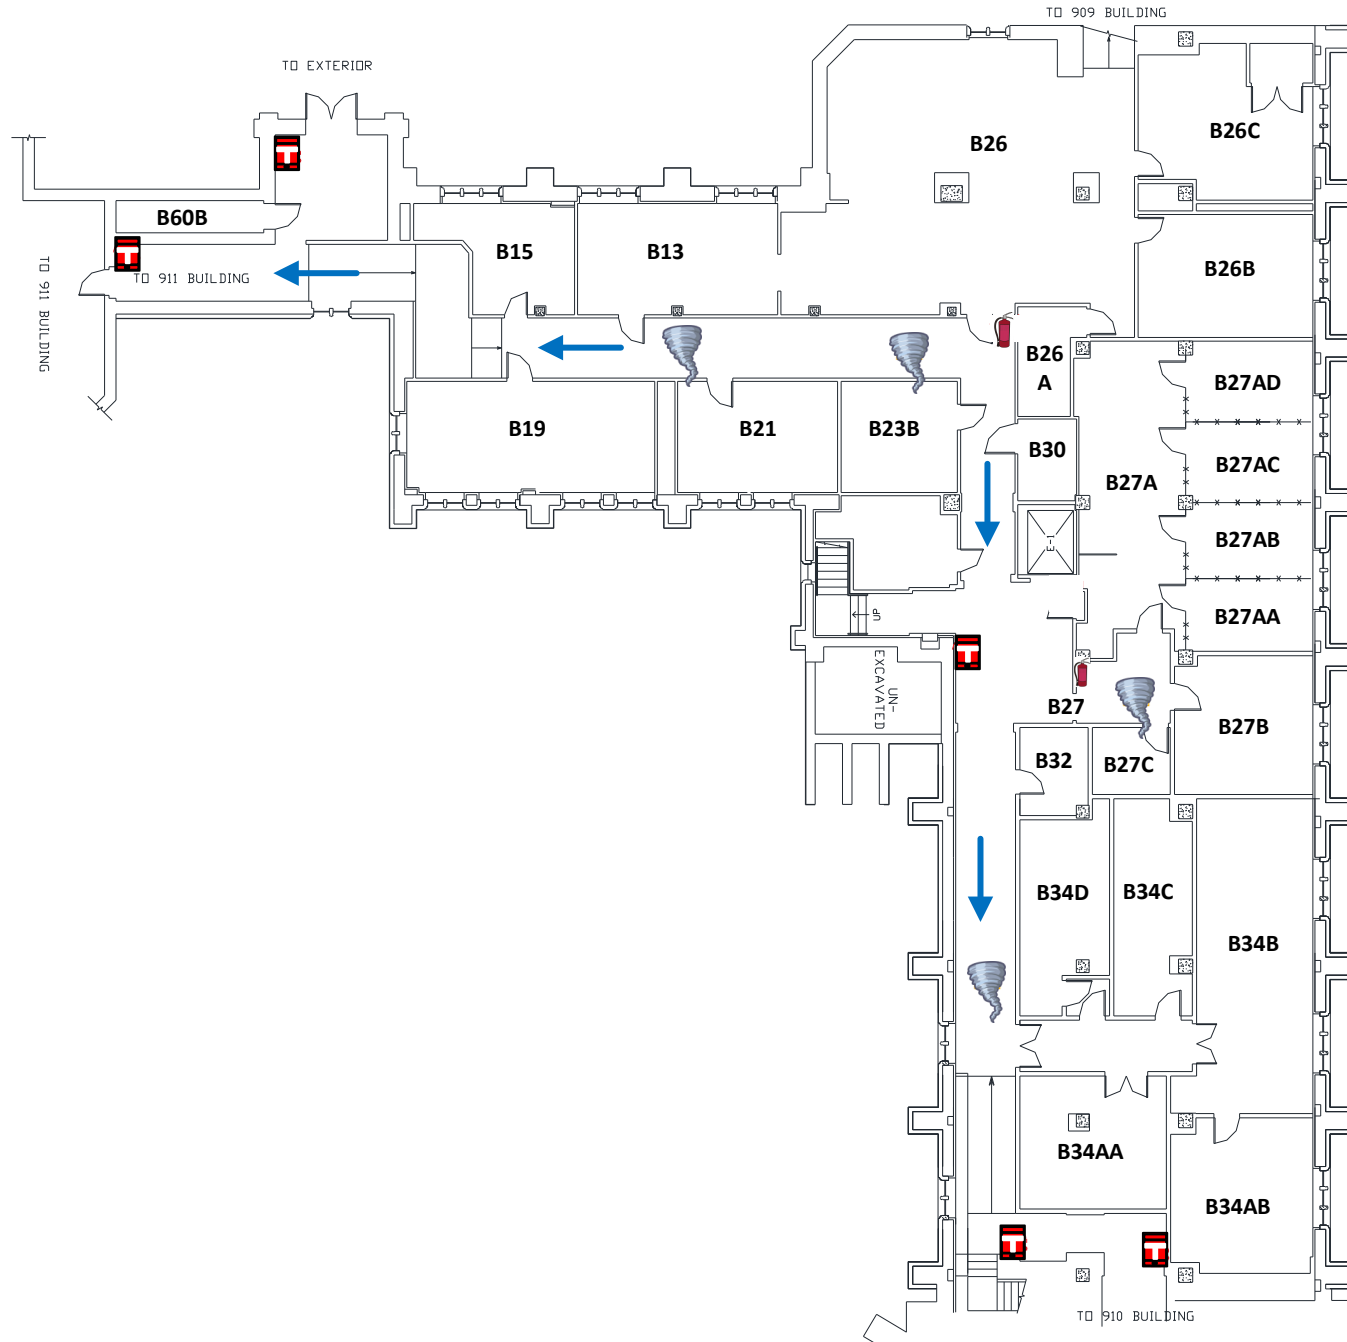 TO 909 BUILDING
TO EXTERIOR
B26C
B26
B60B
B15
B13
B26B
TO 911 BUILDING
TO 911 BUILDING
B26
A
B27AD
B19
B21
B23B
B30
B27AC
B27A
E-1
B27AB
UP
B27AA
UN-
EXCAVATED
B27
B27B
B32
B27C
B34D
B34C
B34B
B34AA
B34AB
TO 910 BUILDING